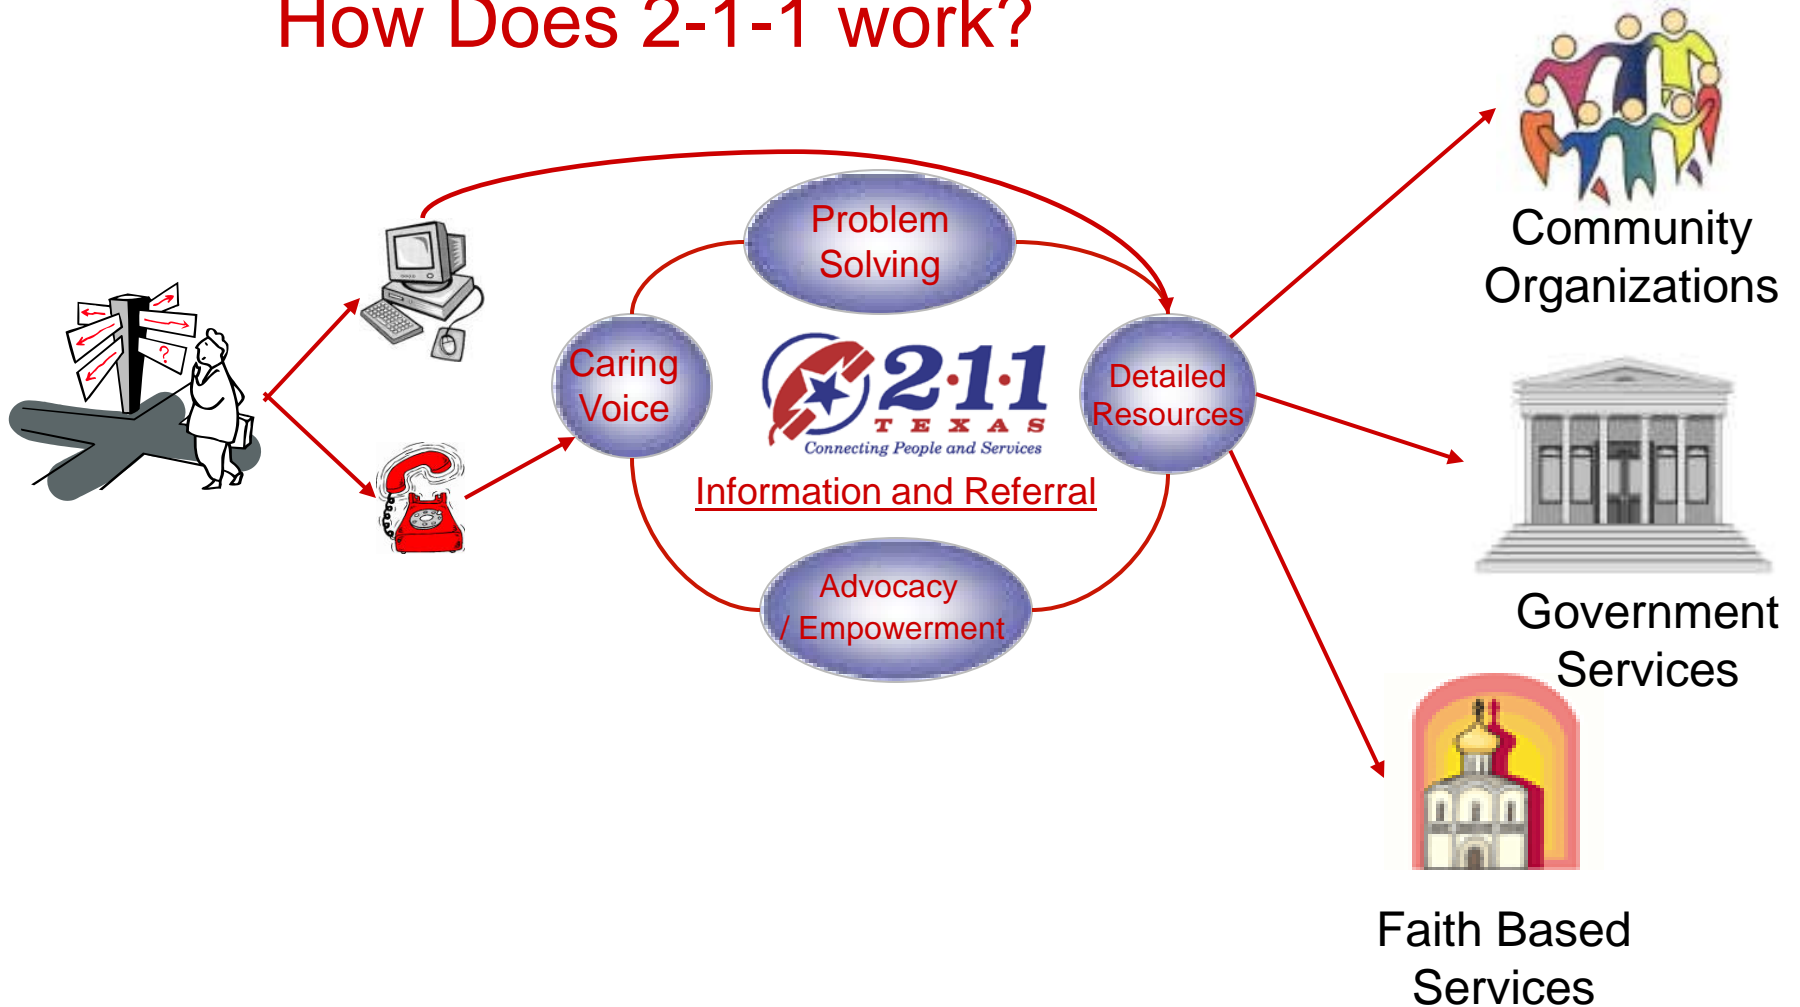 How Does 2-1-1 work?
Problem
Solving
Caring
Voice
2·1·1
TEXAS
Connecting People and Services
Information and Referral
Detailed
Resources
Advocacy
/ Empowerment
?
Community
Organizations
Government
Services
Faith Based
Services